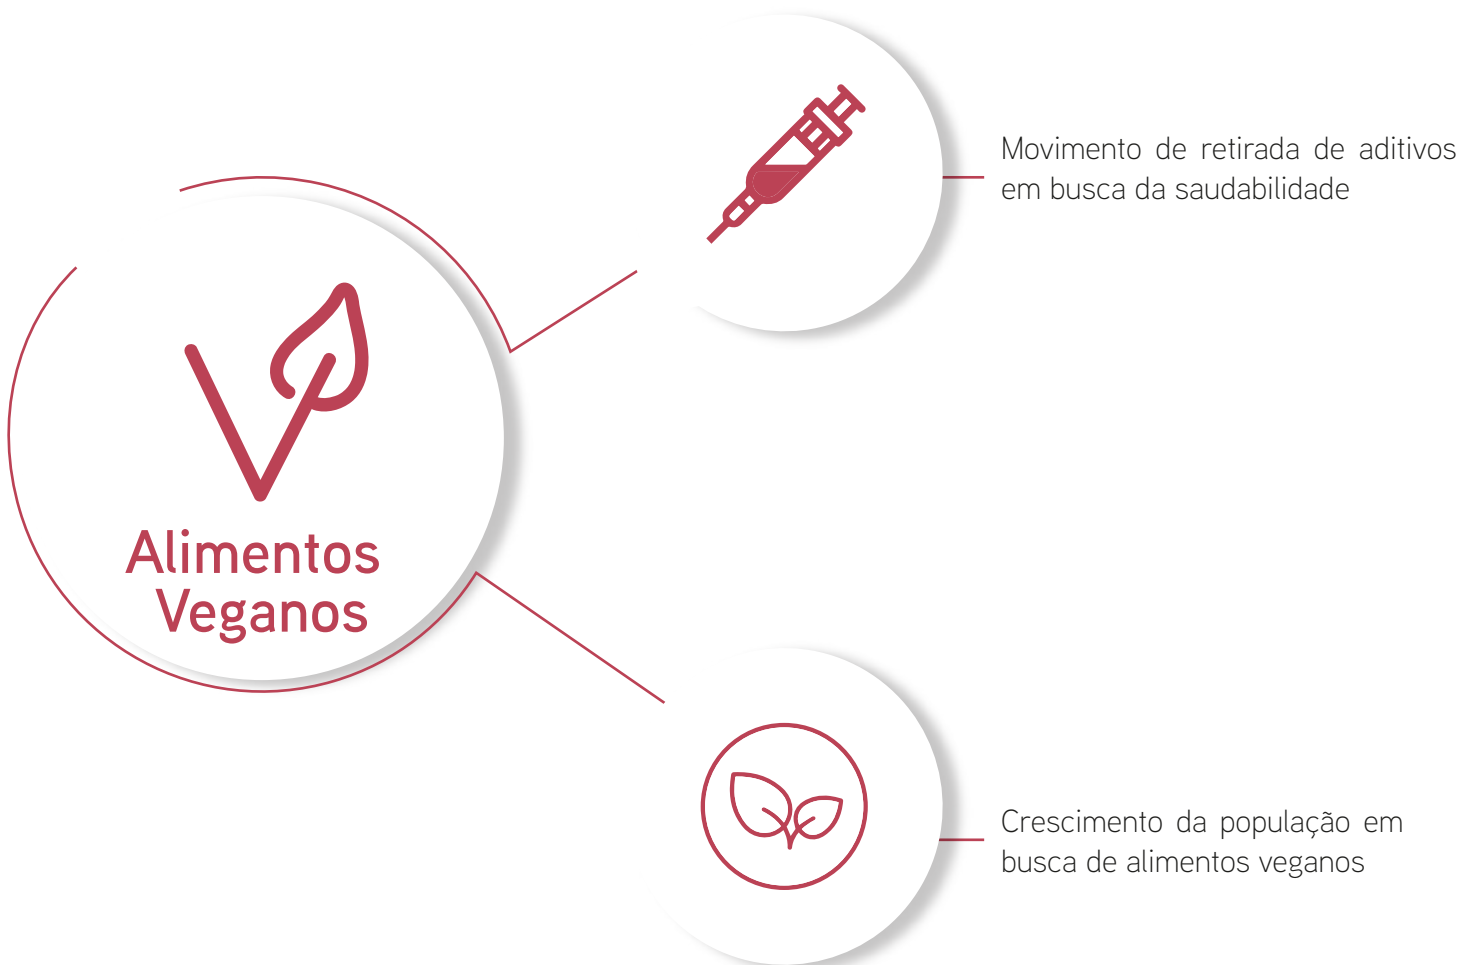 Movimento de retirada de aditivos
em busca da saudabilidade
Alimentos
Veganos
Crescimento da população em
busca de alimentos veganos